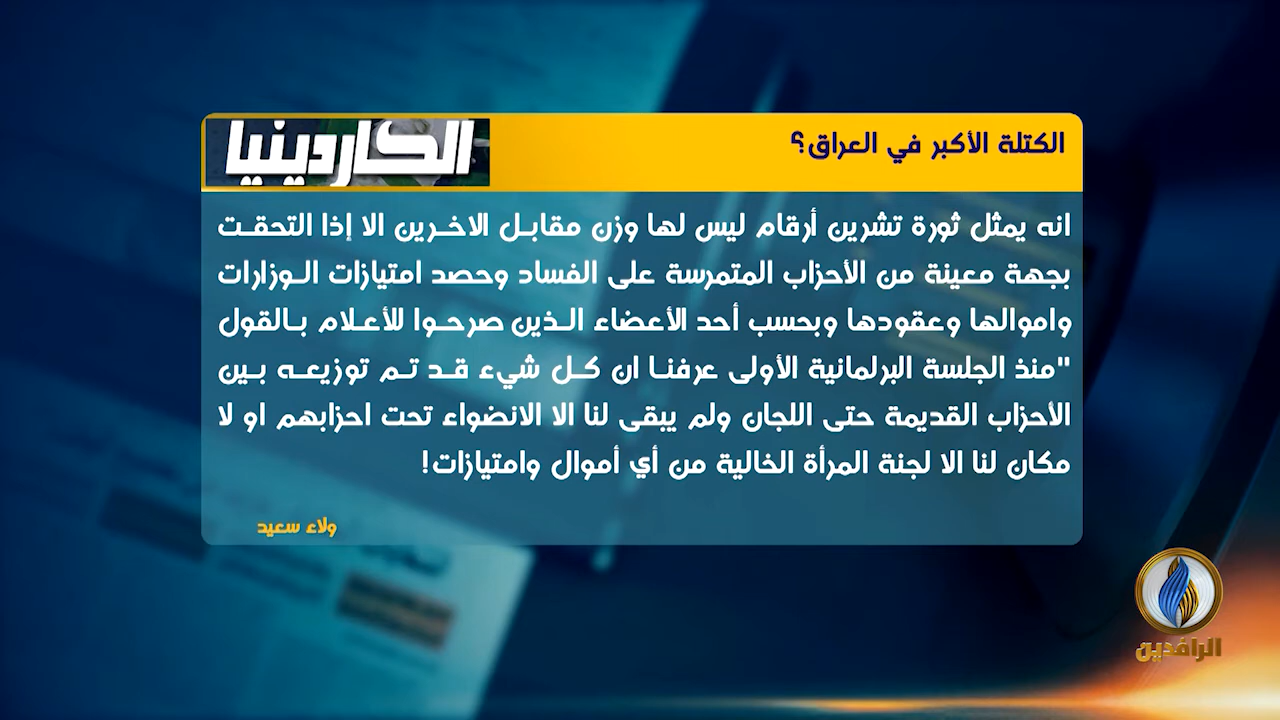 الكاردينيا
الكتلة الأكبر في العراق؟
انه يمثل ثورة تشرين أرقام ليس لها وزن مقابل الاخرين الا إذا التحقت
بجهة معينة من الأحزاب المتمرسة على الفساد وحصد امتيازات الوزارات
واموالها وعقودها وبحسب أحد الأعضاء الذين صرحوا للأعلام بالقول
"منذ الجلسة البرلمانية الأولى عرفنا ان كل شيء قد تم توزيعه بين
الأحزاب القديمة حتى اللجان ولم يبقى لنا الا الانضواء تحت احزابهم او لا
مكان لنا الا لجنة المرأة الخالية من أي أموال وامتيازات!
ولاء سعيد
الرافدين